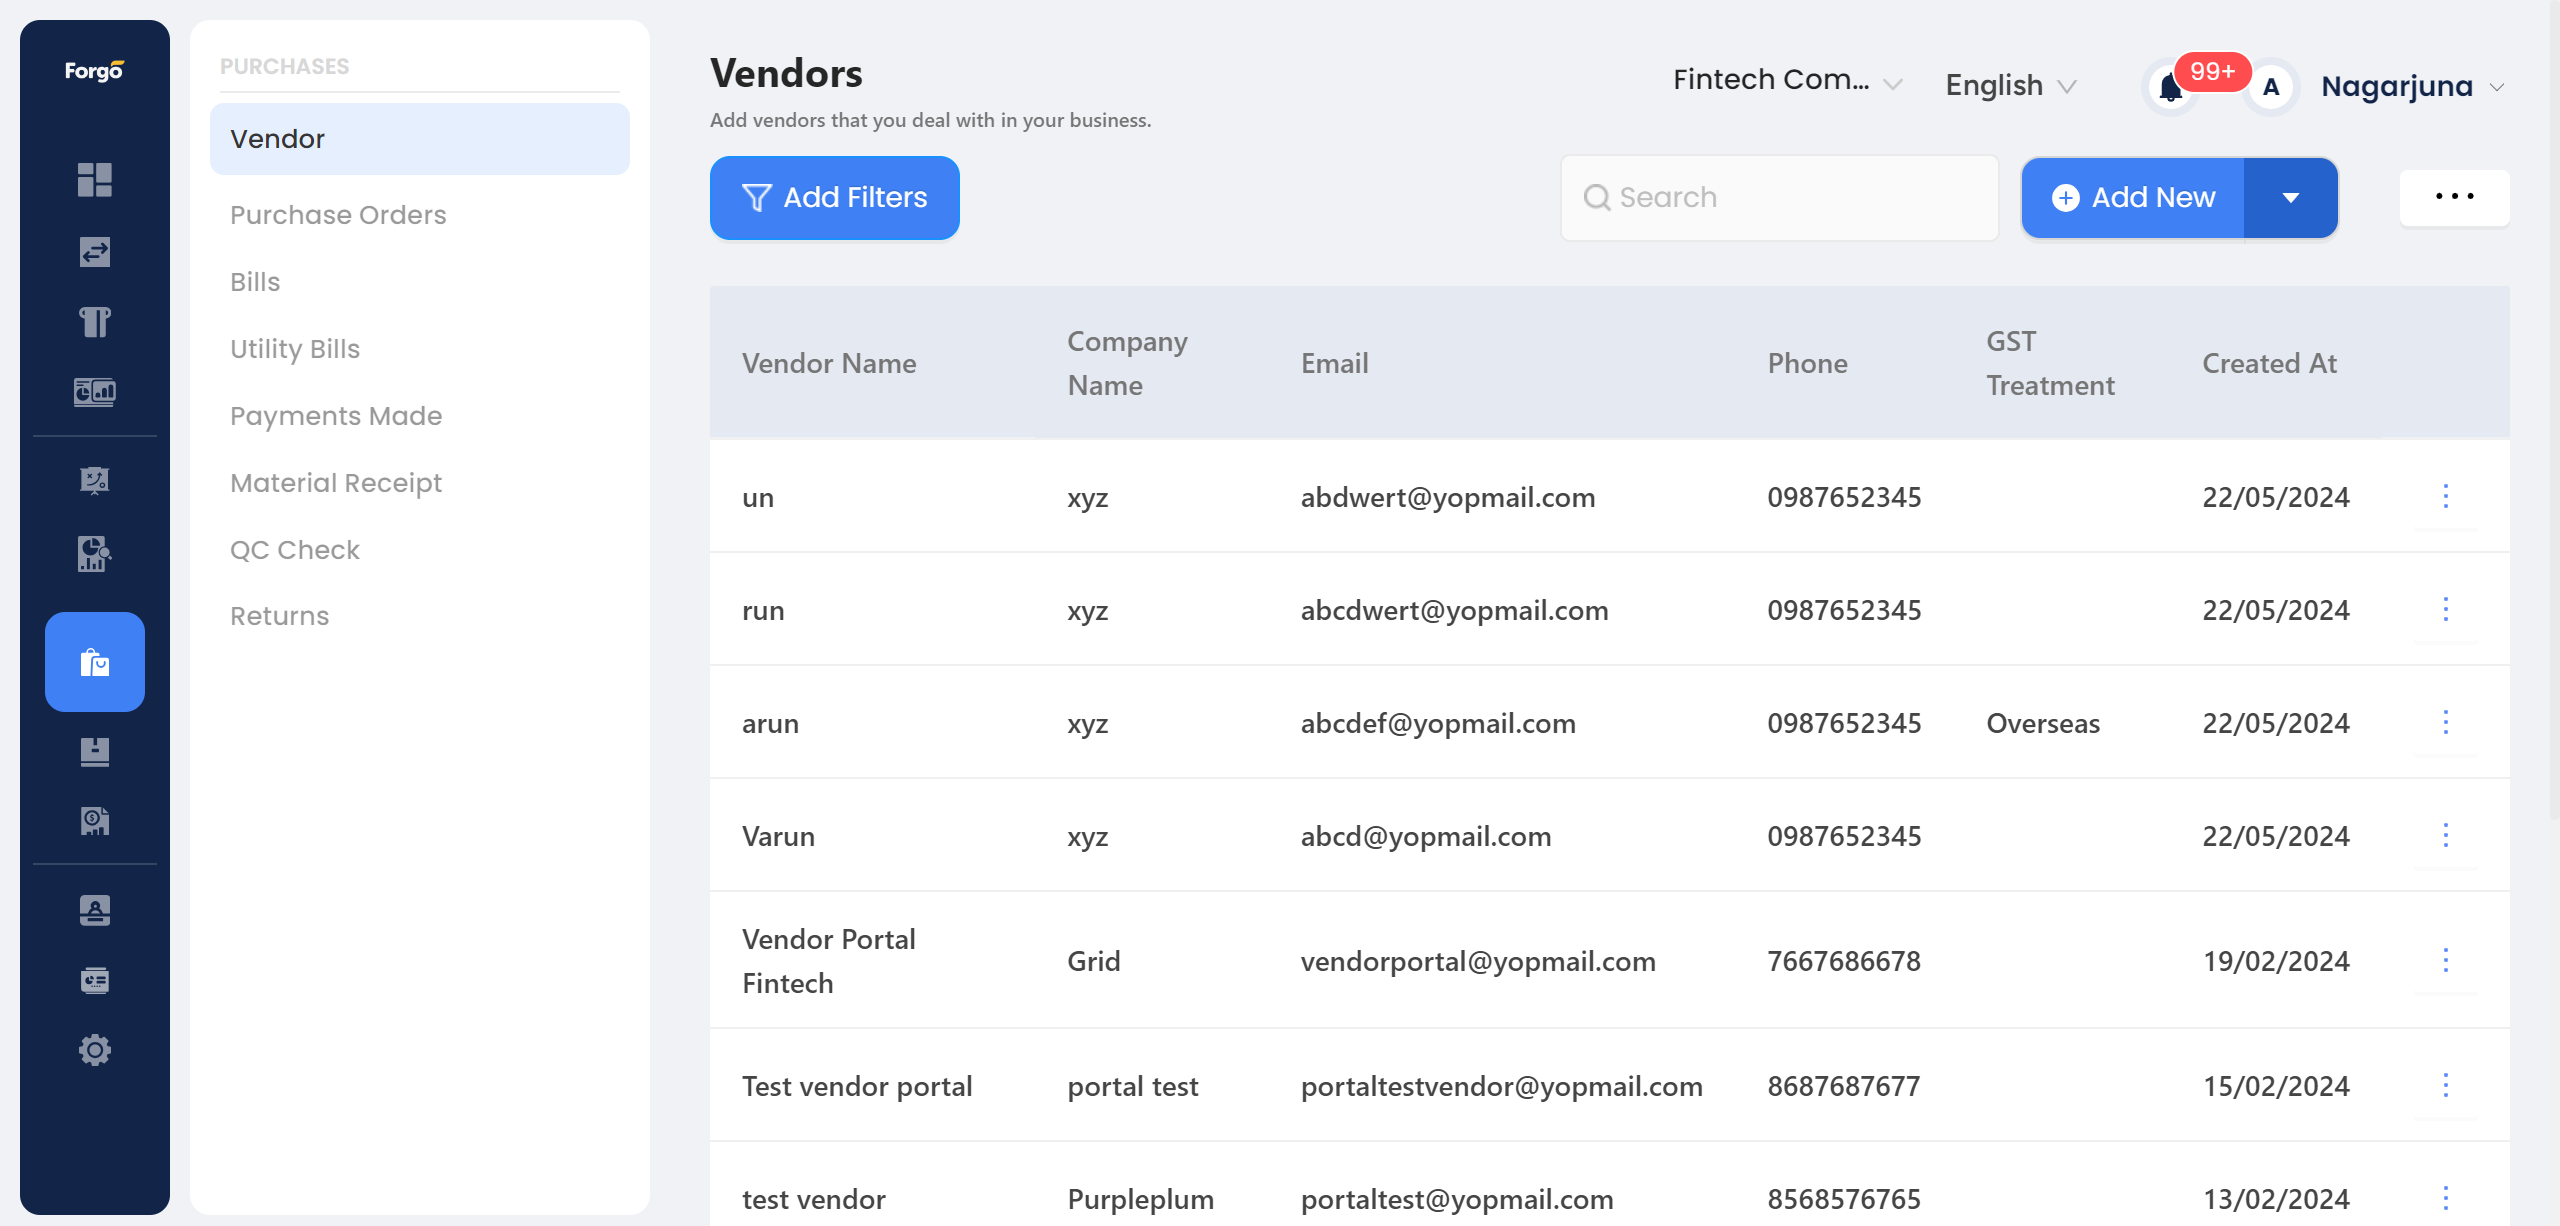 Forgo
PURCHASES
Vendor
Purchase Orders
Bills
Utility Bills
Payments Made
Material Receipt
QC Check
Returns
Vendors
Add vendors that you deal with in your business.
Fintech Com...
English
99+
A
Nagarjuna
Add Filters
Search
Add New
Vendor Name
Company
Name
Email
Phone
GST
Treatment
Created At
un xyz abdwert@yopmail.com 0987652345 22/05/2024
run xyz abcdwert@yopmail.com 0987652345 22/05/2024
arun xyz abcdef@yopmail.com 0987652345 Overseas 22/05/2024
Varun xyz abcd@yopmail.com 0987652345 22/05/2024
Vendor Portal
Fintech
Grid vendorportal@yopmail.com 7667686678 19/02/2024
Test vendor portal portal test portaltestvendor@yopmail.com 8687687677 15/02/2024
test vendor Purpleplum portaltest@yopmail.com 8568576765 13/02/2024